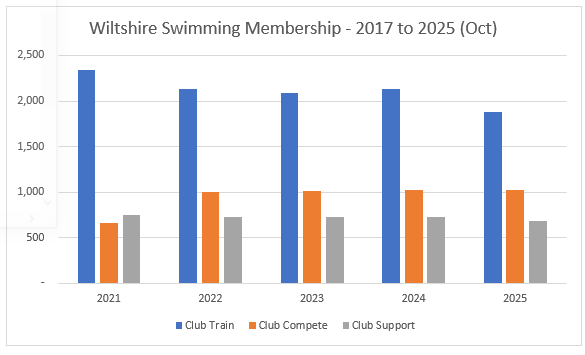 Wiltshire Swimming Membership - 2017 to 2025 (Oct)
2,500
2,000
1,500
1,000
500
-
2021 2022 2023 2024 2025
Club Train Club Compete Club Support